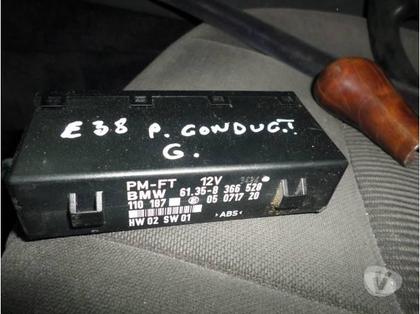 E38 P. CONDUCT.
G.
PM-FT 12V
BMW 61.35-8 366 528
110 187 05 0717 20
HW 02 SW 01 ›ABS‹
V